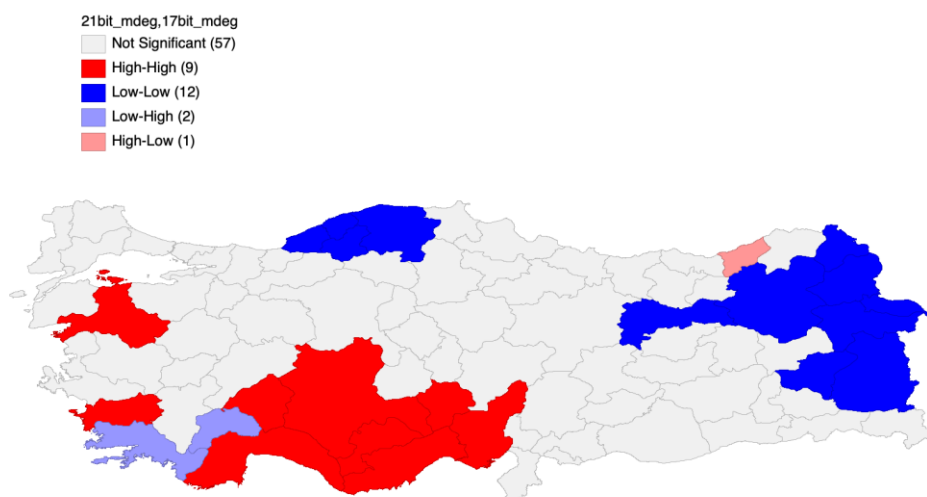 21bit_mdeg,17bit_mdeg
Not Significant (57)
High-High (9)
Low-Low (12)
Low-High (2)
High-Low (1)